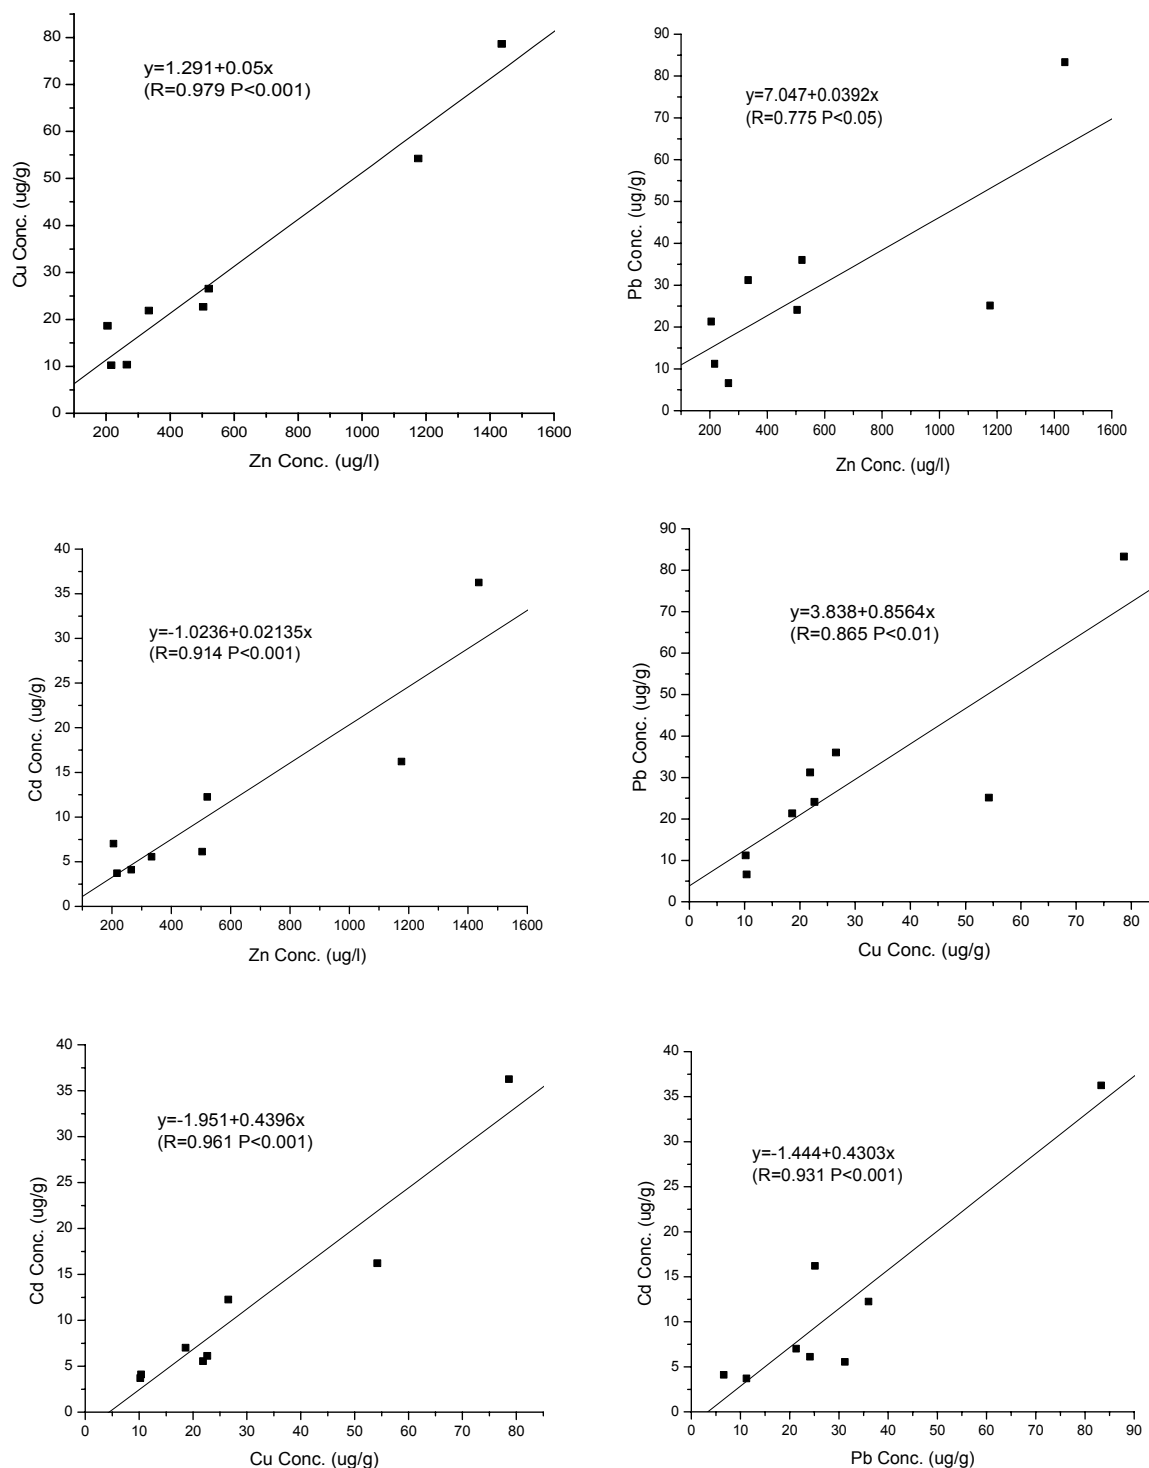 80
70
60
50
40
30
20
10
0
Cu Conc. (ug/g)
y=1.291+0.05x
(R=0.979 P<0.001)
200 400 600 800 1000 1200 1400 1600
Zn Conc. (ug/l)
90
80
70
60
50
40
30
20
10
0
Pb Conc. (ug/g)
y=7.047+0.0392x
(R=0.775 P<0.05)
200 400 600 800 1000 1200 1400 1600
Zn Conc. (ug/l)
40
35
30
25
20
15
10
5
0
Cd Conc. (ug/g)
y=-1.0236+0.02135x
(R=0.914 P<0.001)
200 400 600 800 1000 1200 1400 1600
Zn Conc. (ug/l)
90
80
70
60
50
40
30
20
10
0
Pb Conc. (ug/g)
y=3.838+0.8564x
(R=0.865 P<0.01)
0 10 20 30 40 50 60 70 80
Cu Conc. (ug/g)
40
35
30
25
20
15
10
5
0
Cd Conc. (ug/g)
y=-1.951+0.4396x
(R=0.961 P<0.001)
0 10 20 30 40 50 60 70 80
Cu Conc. (ug/g)
40
35
30
25
20
15
10
5
0
Cd Conc. (ug/g)
y=-1.444+0.4303x
(R=0.931 P<0.001)
0 10 20 30 40 50 60 70 80 90
Pb Conc. (ug/g)